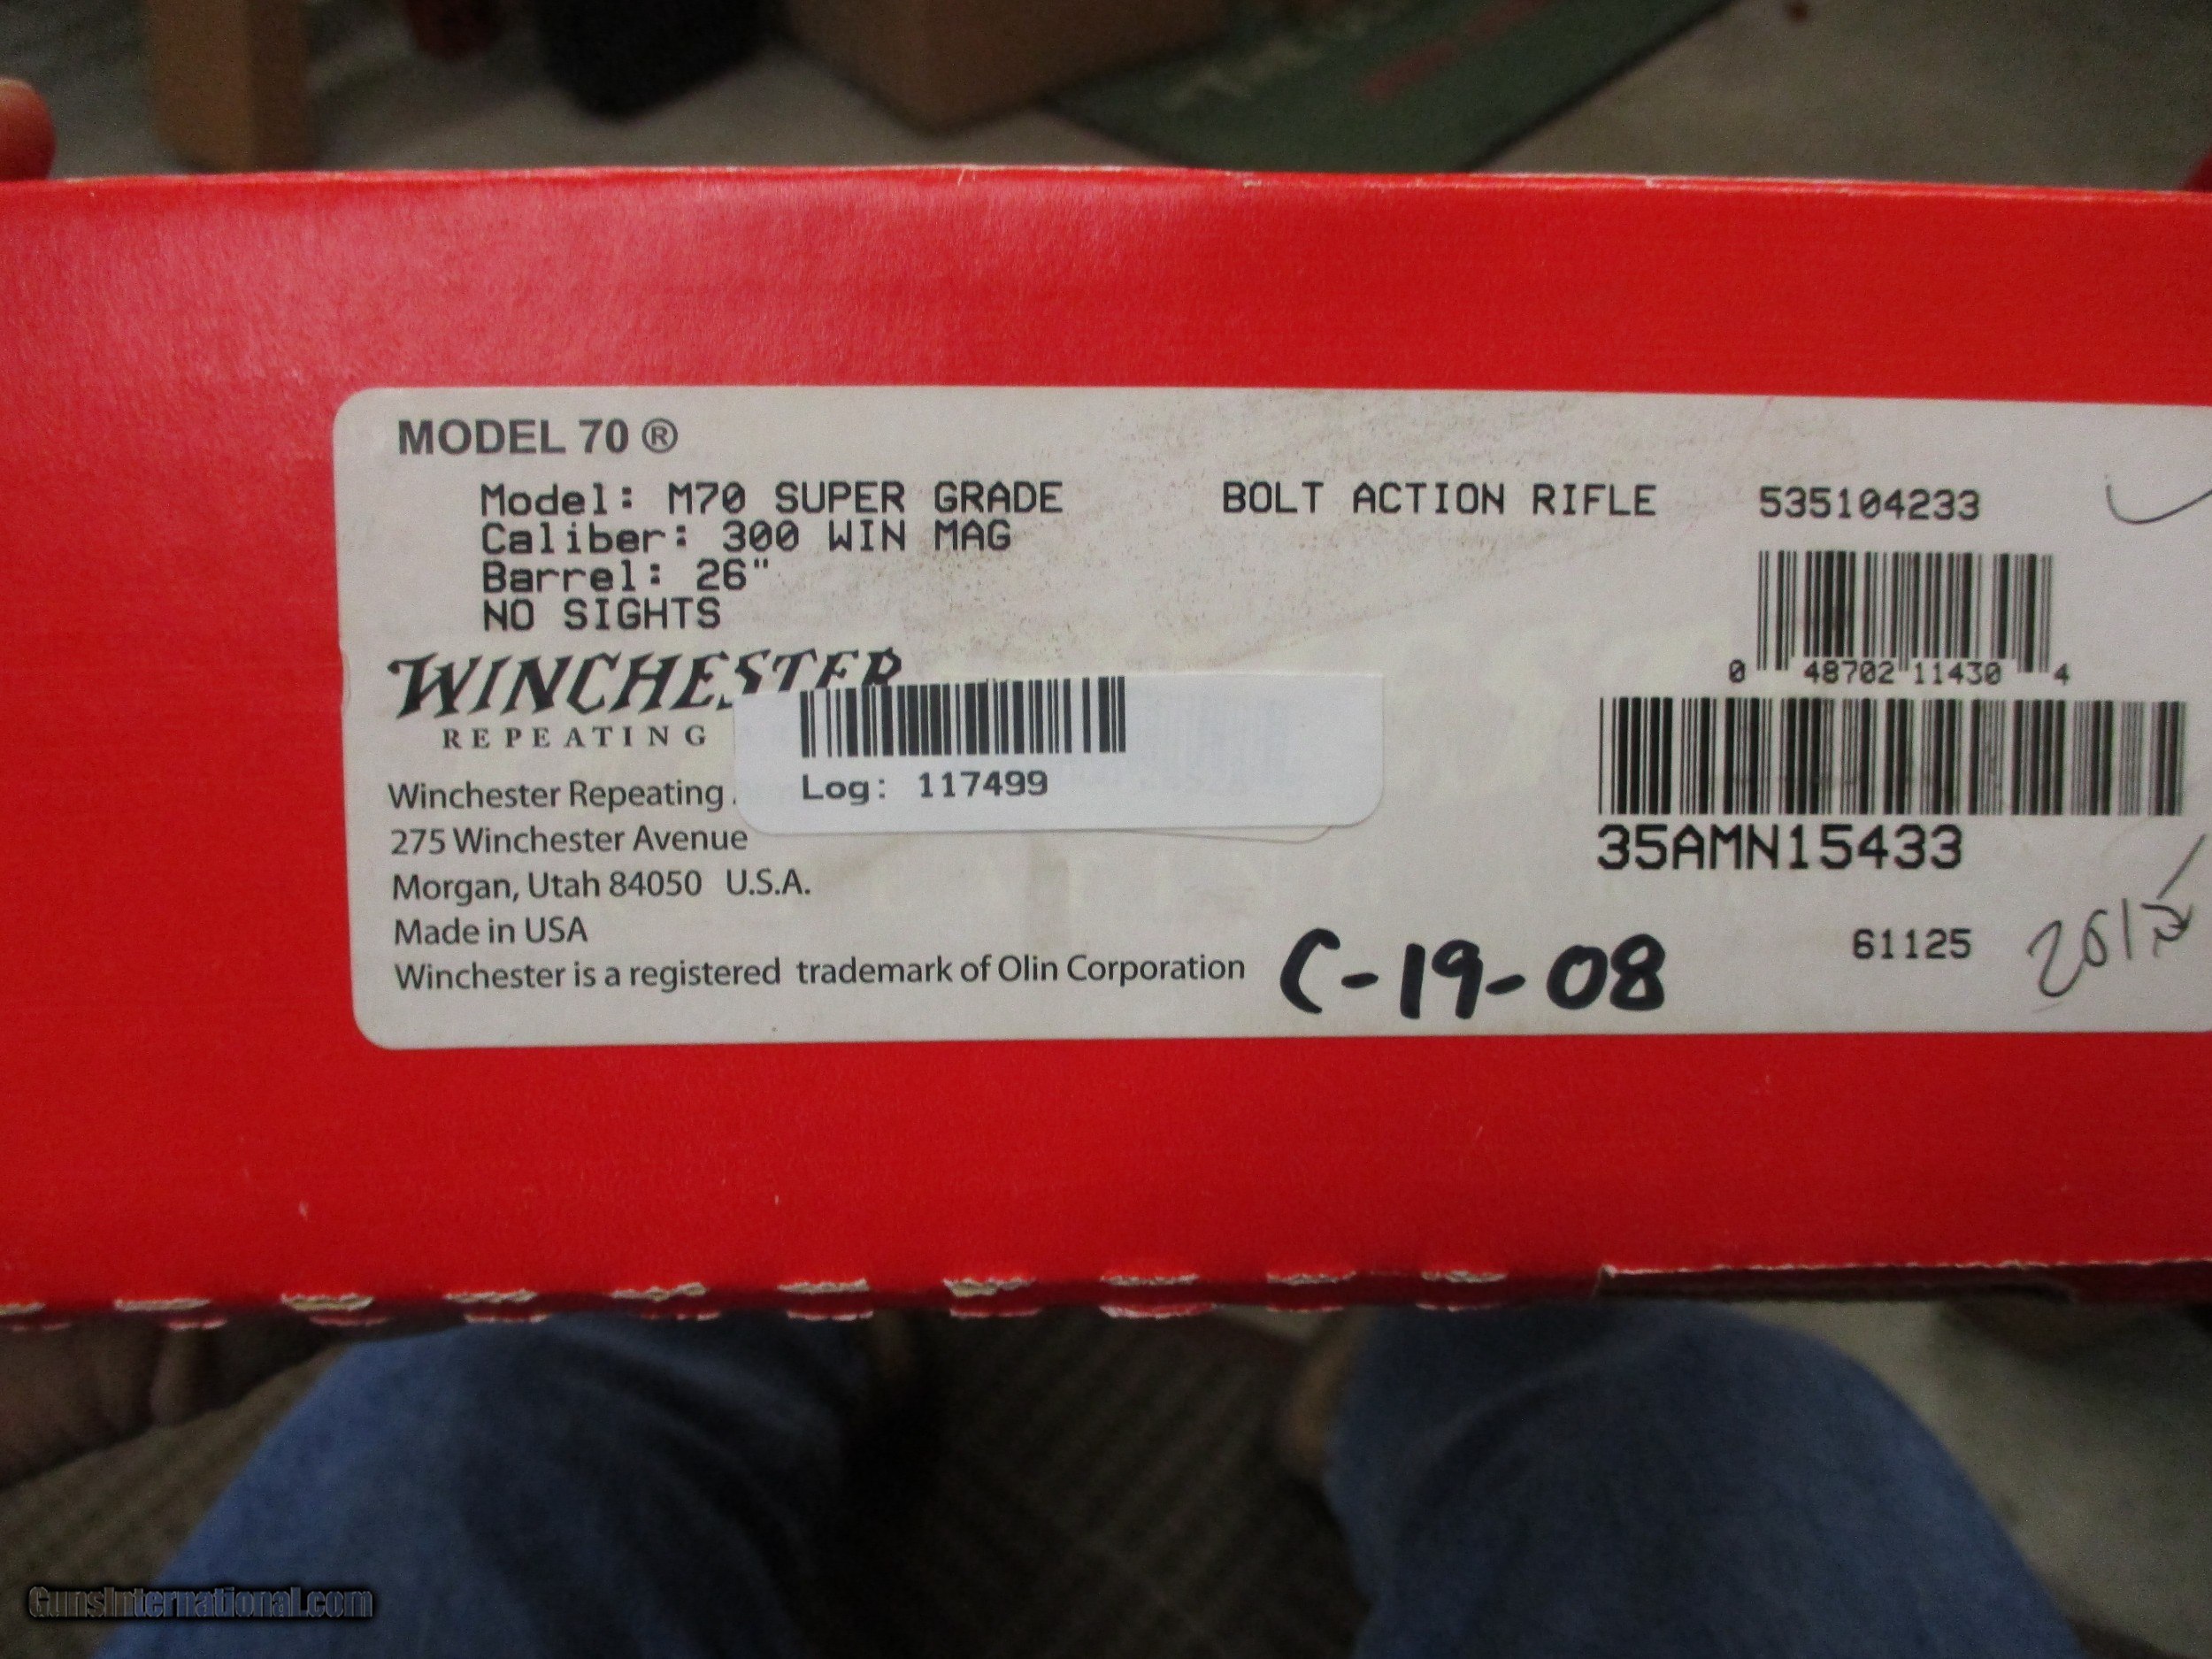 MODEL 70 ®
Model: M70 SUPER GRADE BOLT ACTION RIFLE 535104233
Caliber: 300 WIN MAG
Barrel: 26"
NO SIGHTS
0 48702 11430 4
WINCHESTER
REPEATING
Log: 117499
35AMN15433
Winchester Repeating
275 Winchester Avenue
Morgan, Utah 84050 U.S.A.
Made in USA
61125
Winchester is a registered trademark of Olin Corporation
C-19-08
GunsInternational.com